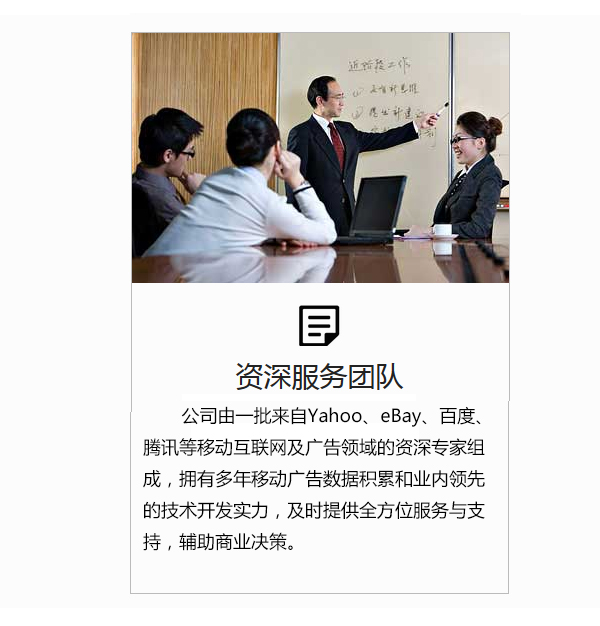 资深服务团队
公司由一批来自Yahoo、eBay、百度、
腾讯等移动互联网及广告领域的资深专家组
成，拥有多年移动广告数据积累和业内领先
的技术开发实力，及时提供全方位服务与支
持，辅助商业决策。